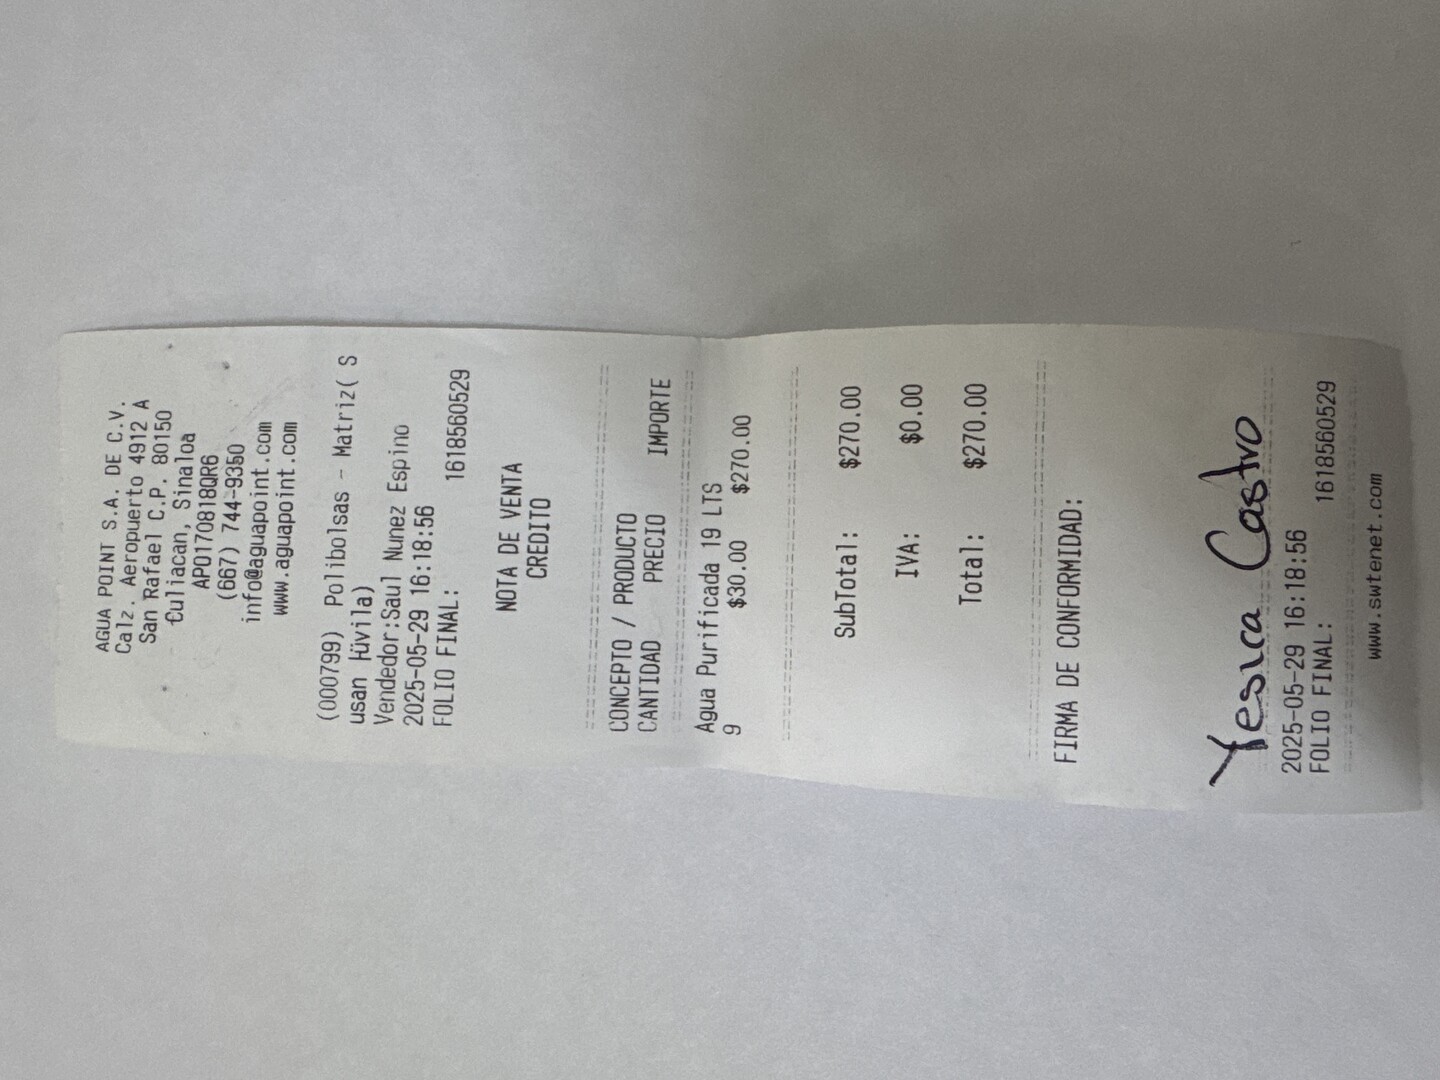 AGUA POINT S.A. DE C.V.
Calz. Aeropuerto 4912 A
San Rafael C.P. 80150
Culiacan, Sinaloa
APO170818QR6
(667) 744-9350
info@aguapoint.com
www.aguapoint.com
(000799) Polibolsas - Matriz( S
usan Hüvila)
Vendedor:Saul Nunez Espino
2025-05-29 16:18:56
FOLIO FINAL: 1618560529
NOTA DE VENTA
CREDITO
CONCEPTO / PRODUCTO
CANTIDAD PRECIO IMPORTE
Agua Purificada 19 LTS
9 $30.00 $270.00
SubTotal: $270.00
IVA: $0.00
Total: $270.00
FIRMA DE CONFORMIDAD:
Yesica Castro
2025-05-29 16:18:56
FOLIO FINAL: 1618560529
www.swtenet.com